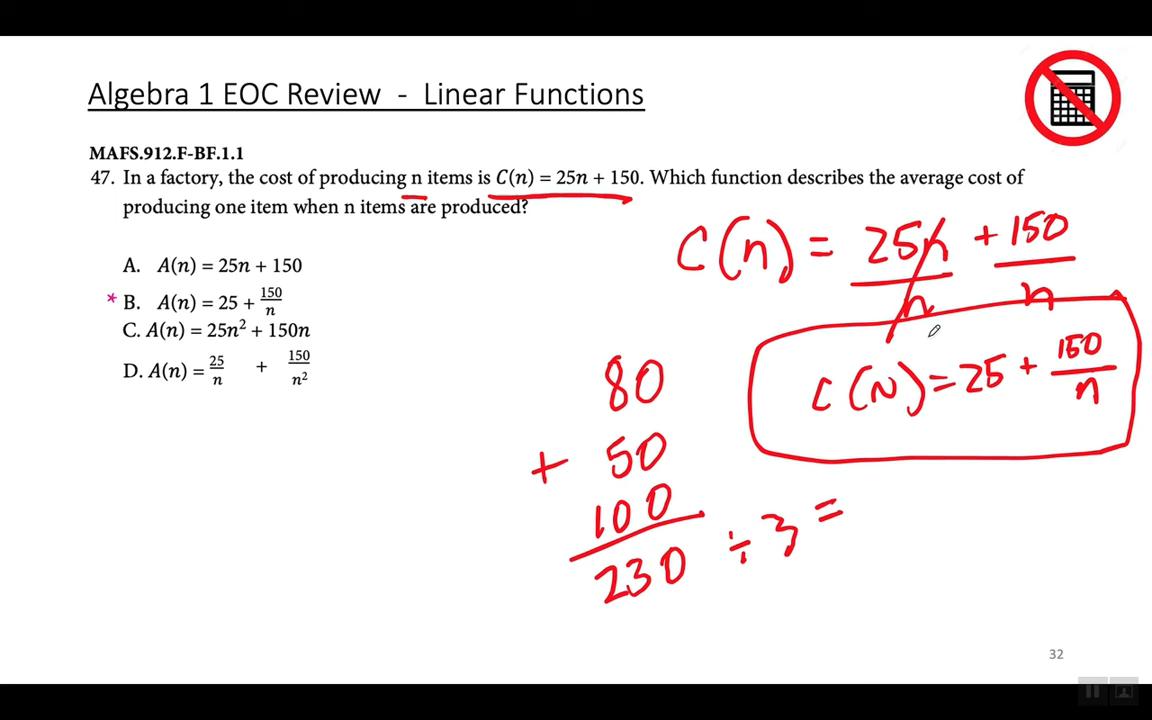 Algebra 1 EOC Review - Linear Functions
MAFS.912.F-BF.1.1
47. In a factory, the cost of producing n items is C(n) = 25n + 150. Which function describes the average cost of
producing one item when n items are produced?
A. A(n) = 25n + 150
* B. A(n) = 25 + 150/n
C. A(n) = 25n² + 150n
D. A(n) = 25/n + 150/n²
C(n) = 25n/n + 150/n
C(N) = 25 + 150/n
80
+ 50
100
230 ÷ 3 =
32